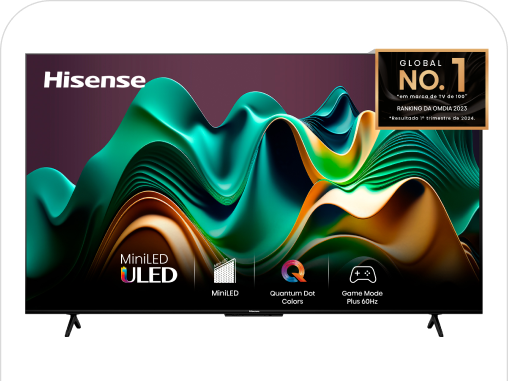 Hisense
GLOBAL
NO. 1
"em marca de TV de 100"
RANKING DA OMDIA 2023
*Resultado 1º trimestre de 2024.
MiniLED
ULED
MiniLED
Quantum Dot
Colors
Game Mode
Plus 60Hz
Hisense